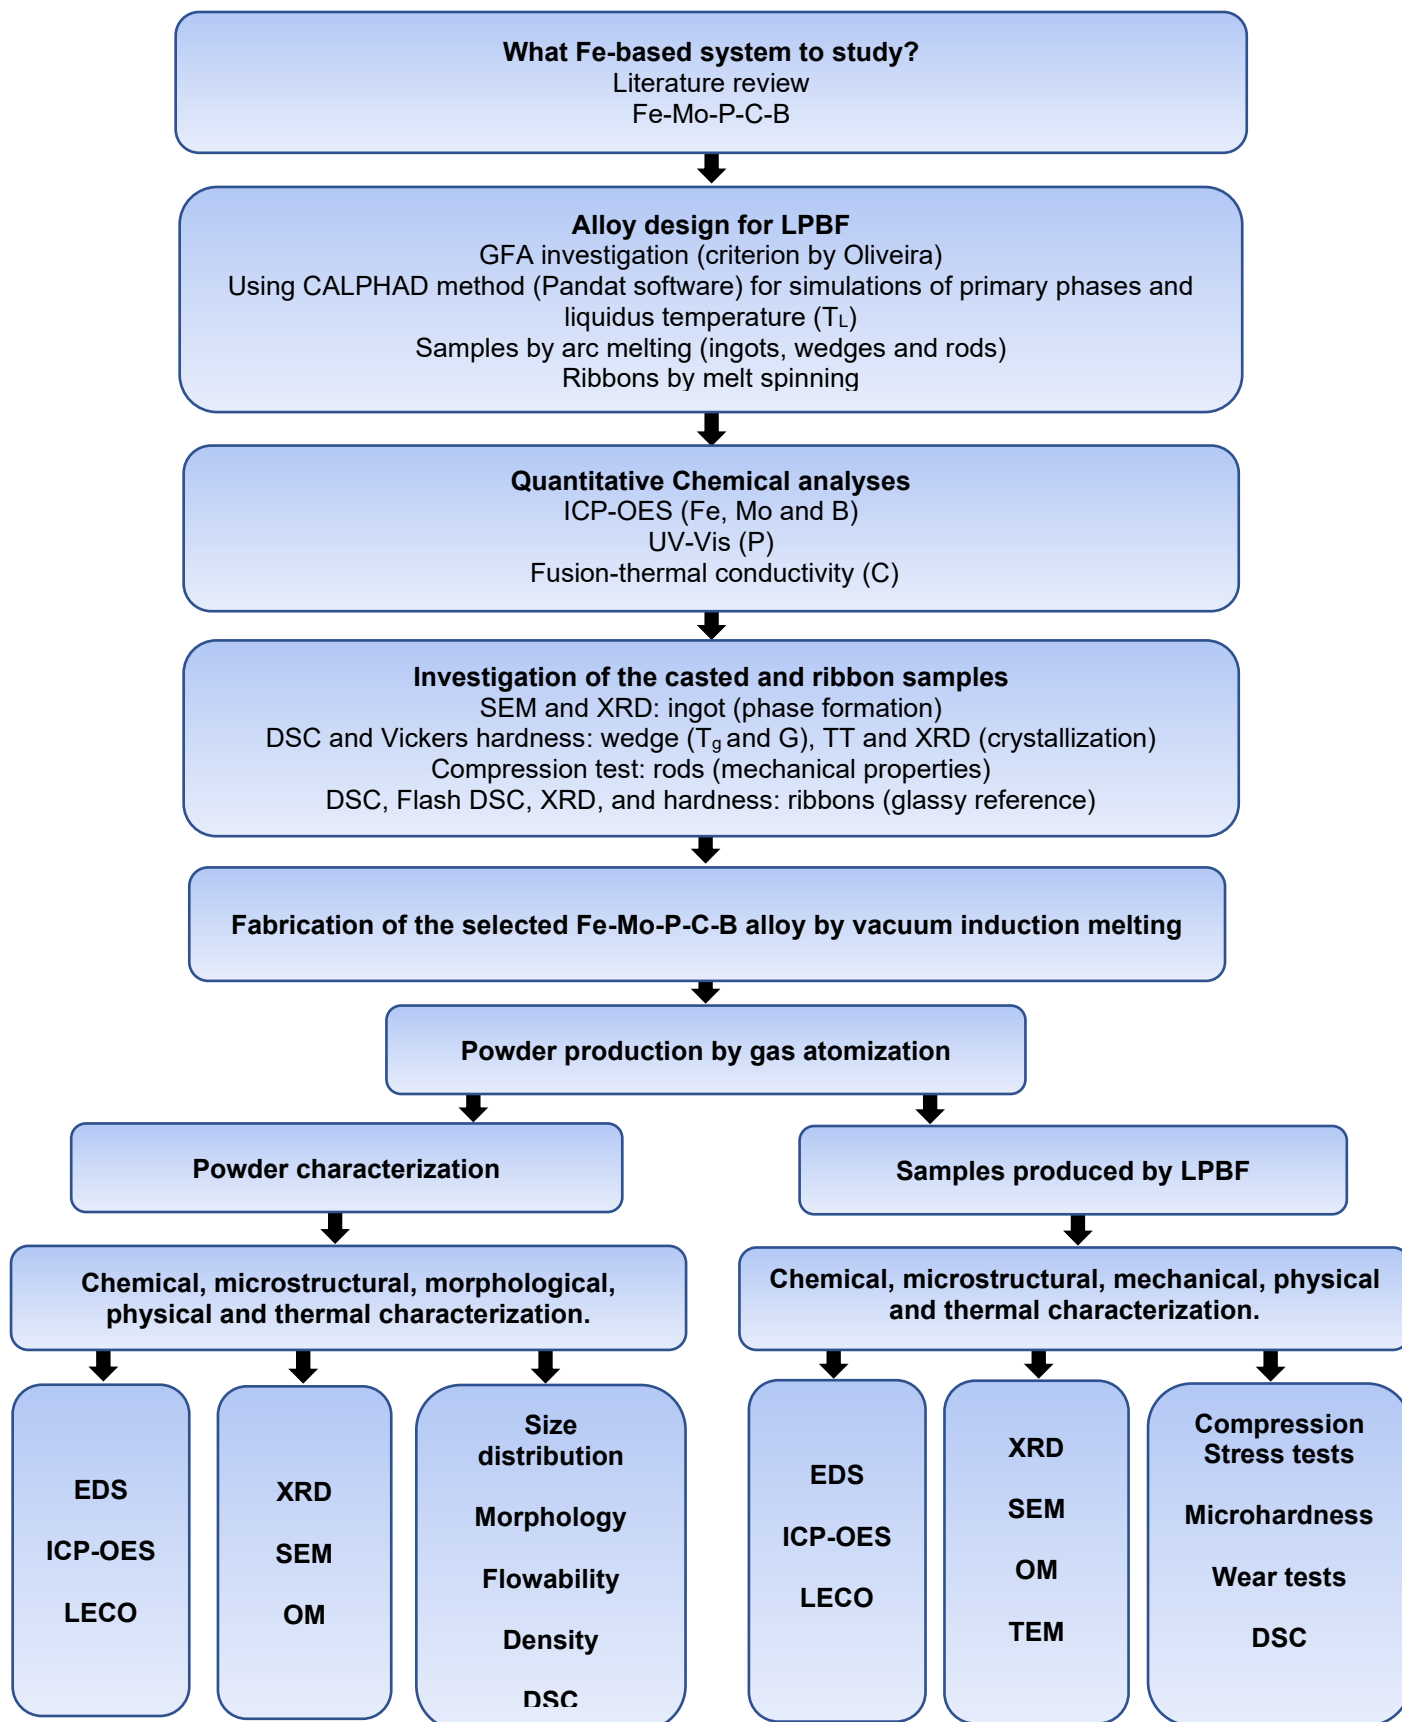 What Fe-based system to study?
Literature review
Fe-Mo-P-C-B
Alloy design for LPBF
GFA investigation (criterion by Oliveira)
Using CALPHAD method (Pandat software) for simulations of primary phases and
liquidus temperature (TL)
Samples by arc melting (ingots, wedges and rods)
Ribbons by melt spinning
Quantitative Chemical analyses
ICP-OES (Fe, Mo and B)
UV-Vis (P)
Fusion-thermal conductivity (C)
Investigation of the casted and ribbon samples
SEM and XRD: ingot (phase formation)
DSC and Vickers hardness: wedge (Tg and G), TT and XRD (crystallization)
Compression test: rods (mechanical properties)
DSC, Flash DSC, XRD, and hardness: ribbons (glassy reference)
Fabrication of the selected Fe-Mo-P-C-B alloy by vacuum induction melting
Powder production by gas atomization
Powder characterization
Chemical, microstructural, morphological,
physical and thermal characterization.
EDS
ICP-OES
LECO
XRD
SEM
OM
Size
distribution
Morphology
Flowability
Density
DSC
Samples produced by LPBF
Chemical, microstructural, mechanical, physical
and thermal characterization.
EDS
ICP-OES
LECO
XRD
SEM
OM
TEM
Compression
Stress tests
Microhardness
Wear tests
DSC